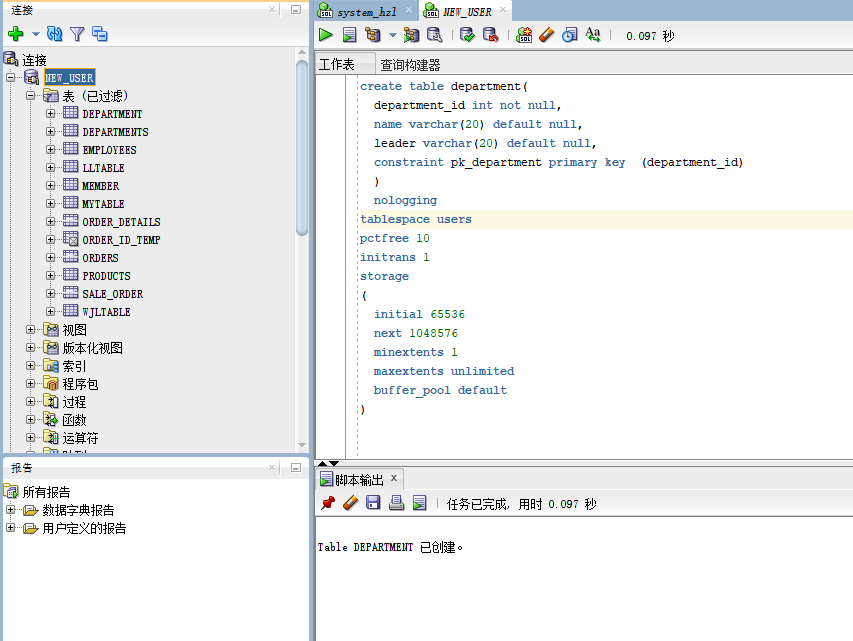 连接
连接
NEW_USER
表 (已过滤)
DEPARTMENT
DEPARTMENTS
EMPLOYEES
LLTABLE
MEMBER
MYTABLE
ORDER_DETAILS
ORDER_ID_TEMP
ORDERS
PRODUCTS
SALE_ORDER
WJLTABLE
视图
版本化视图
索引
程序包
过程
函数
运算符
报告
所有报告
数据字典报告
用户定义的报告
system_hzl
NEW_USER
0.097 秒
工作表 查询构建器
create table department(
department_id int not null,
name varchar(20) default null,
leader varchar(20) default null,
constraint pk_department primary key  (department_id)
)
nologging
tablespace users
pctfree 10
initrans 1
storage
(
initial 65536
next 1048576
minextents 1
maxextents unlimited
buffer_pool default
)
脚本输出 x
任务已完成, 用时 0.097 秒
Table DEPARTMENT 已创建。